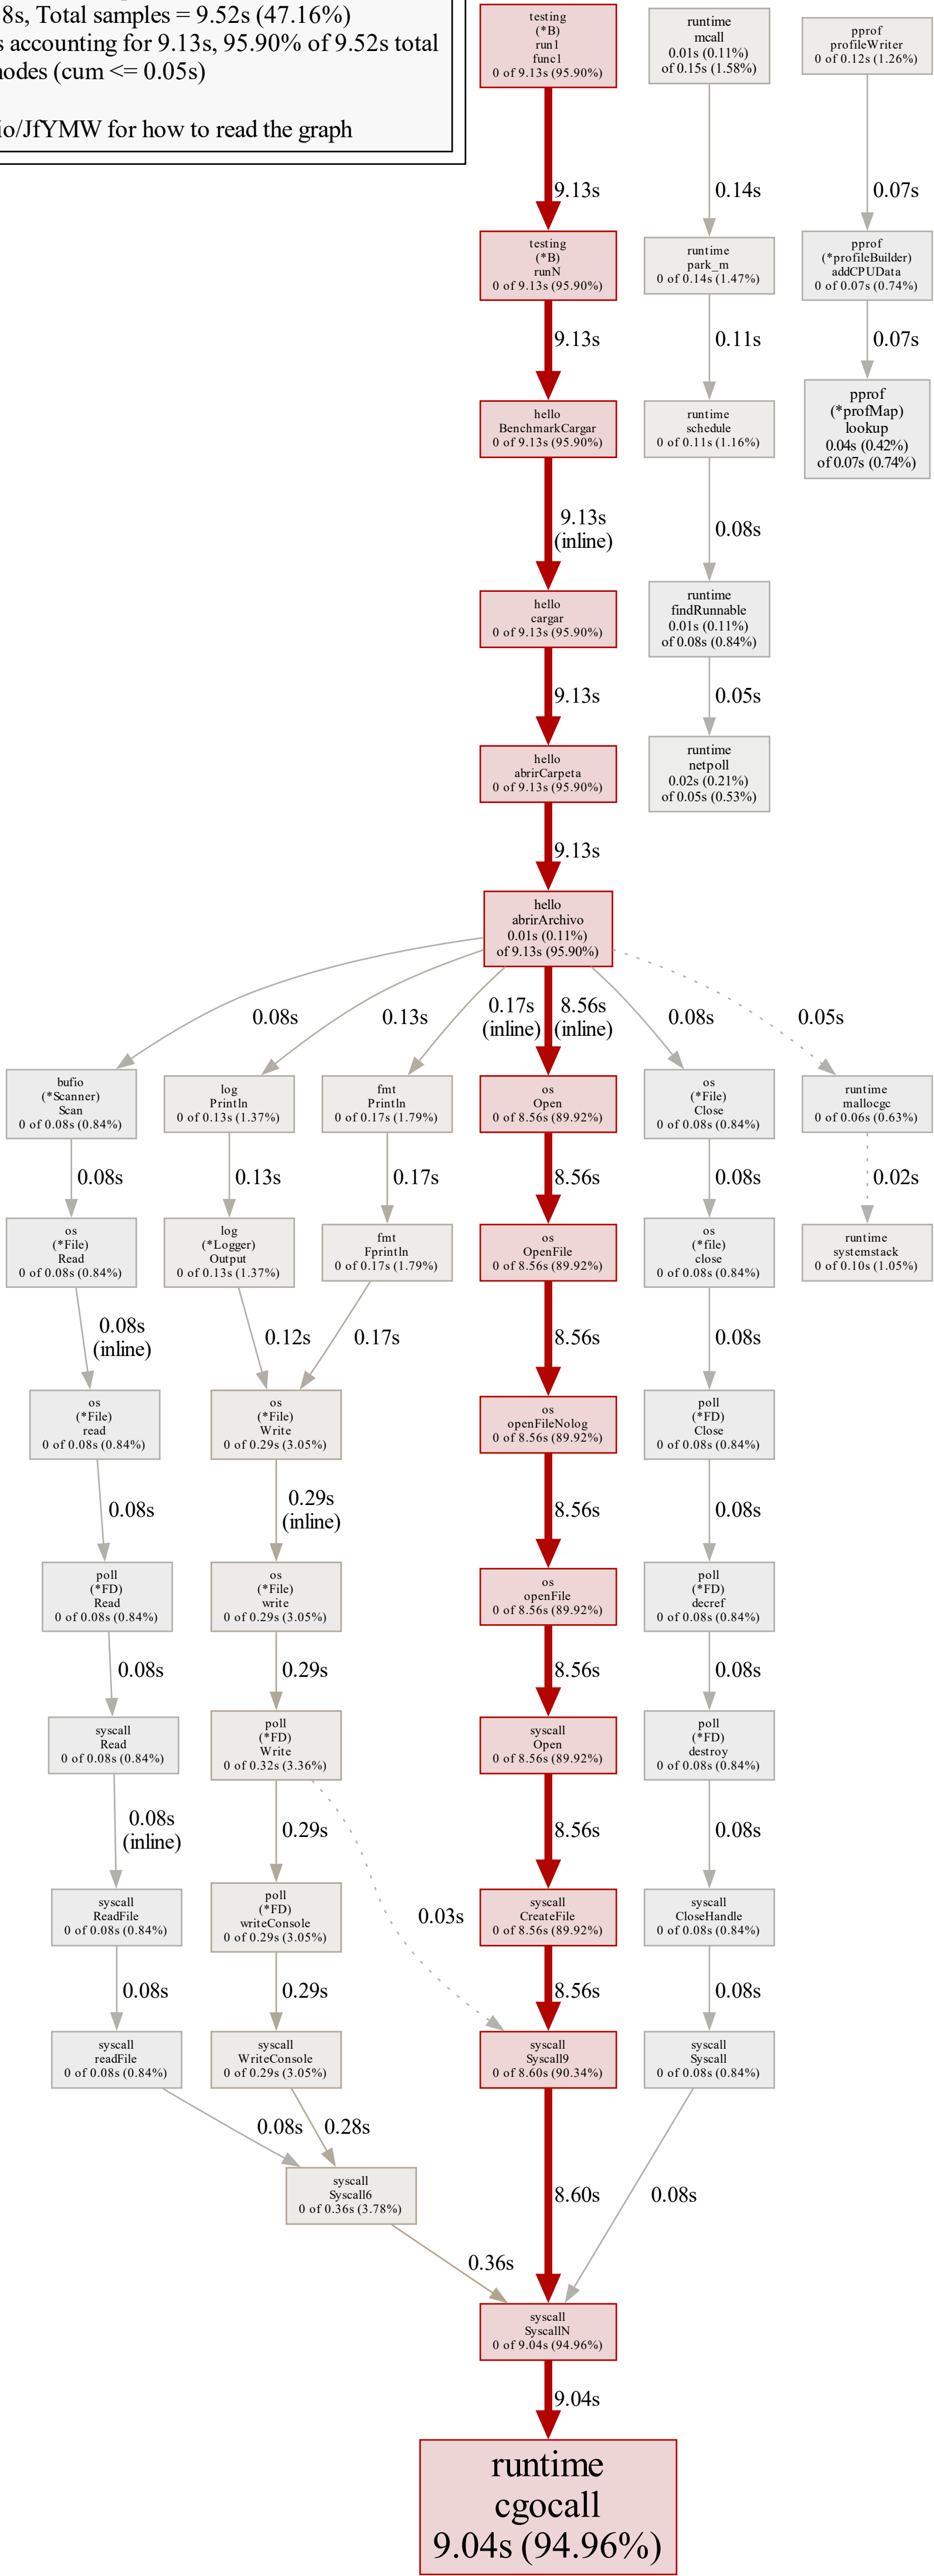 8s, Total samples = 9.52s (47.16%)
s accounting for 9.13s, 95.90% of 9.52s total
nodes (cum <= 0.05s)
io/JfYMW for how to read the graph
testing
(*B)
run1
func1
0 of 9.13s (95.90%)
runtime
mcall
0.01s (0.11%)
of 0.15s (1.58%)
pprof
profileWriter
0 of 0.12s (1.26%)
9.13s
0.14s
0.07s
testing
(*B)
runN
0 of 9.13s (95.90%)
runtime
park_m
0 of 0.14s (1.47%)
pprof
(*profileBuilder)
addCPUData
0 of 0.07s (0.74%)
9.13s
0.11s
0.07s
hello
BenchmarkCargar
0 of 9.13s (95.90%)
runtime
schedule
0 of 0.11s (1.16%)
pprof
(*profMap)
lookup
0.04s (0.42%)
of 0.07s (0.74%)
9.13s
(inline)
0.08s
hello
cargar
0 of 9.13s (95.90%)
runtime
findRunnable
0.01s (0.11%)
of 0.08s (0.84%)
9.13s
0.05s
hello
abrirCarpeta
0 of 9.13s (95.90%)
runtime
netpoll
0.02s (0.21%)
of 0.05s (0.53%)
9.13s
hello
abrirArchivo
0.01s (0.11%)
of 9.13s (95.90%)
0.08s
0.13s
0.17s
(inline)
8.56s
(inline)
0.08s
0.05s
bufio
(*Scanner)
Scan
0 of 0.08s (0.84%)
log
Println
0 of 0.13s (1.37%)
fmt
Println
0 of 0.17s (1.79%)
os
Open
0 of 8.56s (89.92%)
os
(*File)
Close
0 of 0.08s (0.84%)
runtime
mallocgc
0 of 0.06s (0.63%)
0.08s
0.13s
0.17s
8.56s
0.08s
0.02s
os
(*File)
Read
0 of 0.08s (0.84%)
log
(*Logger)
Output
0 of 0.13s (1.37%)
fmt
Fprintln
0 of 0.17s (1.79%)
os
OpenFile
0 of 8.56s (89.92%)
os
(*file)
close
0 of 0.08s (0.84%)
runtime
systemstack
0 of 0.10s (1.05%)
0.08s
(inline)
0.12s
0.17s
8.56s
0.08s
os
(*File)
read
0 of 0.08s (0.84%)
os
(*File)
Write
0 of 0.29s (3.05%)
os
openFileNolog
0 of 8.56s (89.92%)
poll
(*FD)
Close
0 of 0.08s (0.84%)
0.08s
0.29s
(inline)
8.56s
0.08s
poll
(*FD)
Read
0 of 0.08s (0.84%)
os
(*File)
write
0 of 0.29s (3.05%)
os
openFile
0 of 8.56s (89.92%)
poll
(*FD)
decref
0 of 0.08s (0.84%)
0.08s
0.29s
8.56s
0.08s
syscall
Read
0 of 0.08s (0.84%)
poll
(*FD)
Write
0 of 0.32s (3.36%)
syscall
Open
0 of 8.56s (89.92%)
poll
(*FD)
destroy
0 of 0.08s (0.84%)
0.08s
(inline)
0.29s
8.56s
0.08s
syscall
ReadFile
0 of 0.08s (0.84%)
poll
(*FD)
writeConsole
0 of 0.29s (3.05%)
0.03s
syscall
CreateFile
0 of 8.56s (89.92%)
syscall
CloseHandle
0 of 0.08s (0.84%)
0.08s
0.29s
8.56s
0.08s
syscall
readFile
0 of 0.08s (0.84%)
syscall
WriteConsole
0 of 0.29s (3.05%)
syscall
Syscall9
0 of 8.60s (90.34%)
syscall
Syscall
0 of 0.08s (0.84%)
0.08s
0.28s
syscall
Syscall6
0 of 0.36s (3.78%)
8.60s
0.08s
0.36s
syscall
SyscallN
0 of 9.04s (94.96%)
9.04s
runtime
cgocall
9.04s (94.96%)